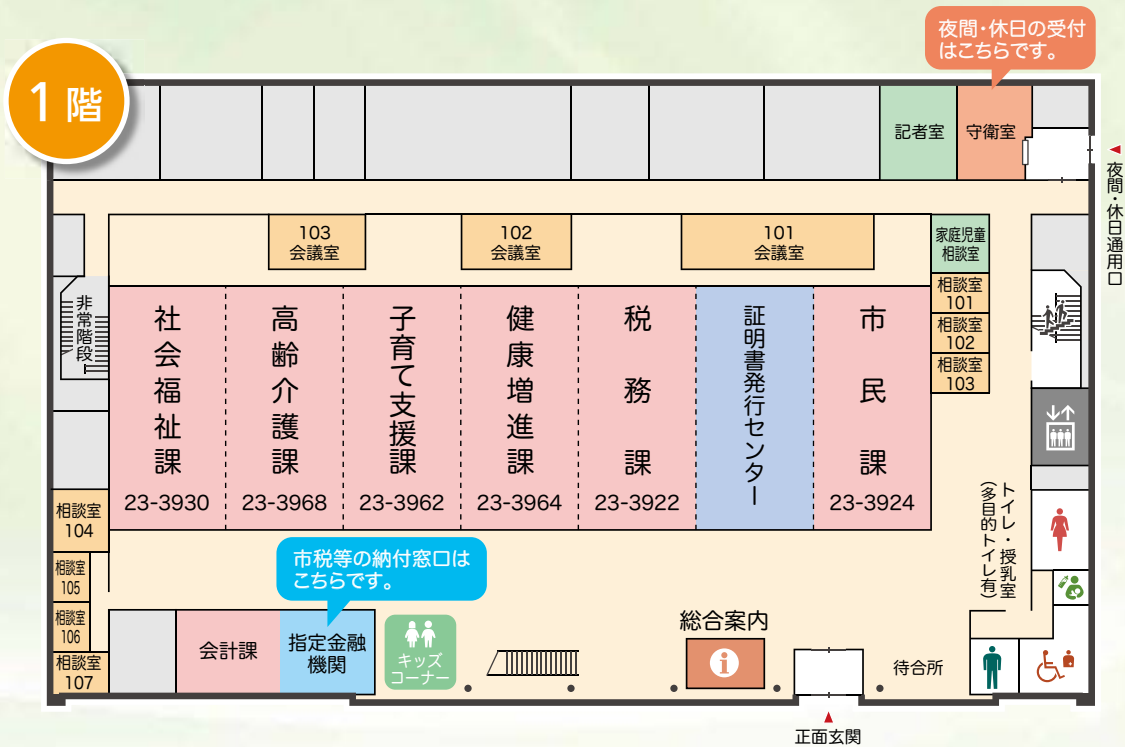 夜間・休日の受付
はこちらです。
1階
記者室
守衛室
夜間・休日通用口
103
会議室
102
会議室
101
会議室
家庭児童
相談室
相談室
101
相談室
102
相談室
103
非常階段
社会福祉課
23-3930
高齢介護課
23-3968
子育て支援課
23-3962
健康増進課
23-3964
税務課
23-3922
証明書発行センター
市民課
23-3924
トイレ・授乳室
(多目的トイレ有)
相談室
104
相談室
105
相談室
106
相談室
107
市税等の納付窓口は
こちらです。
会計課
指定金融
機関
キッズ
コーナー
総合案内
i
待合所
正面玄関